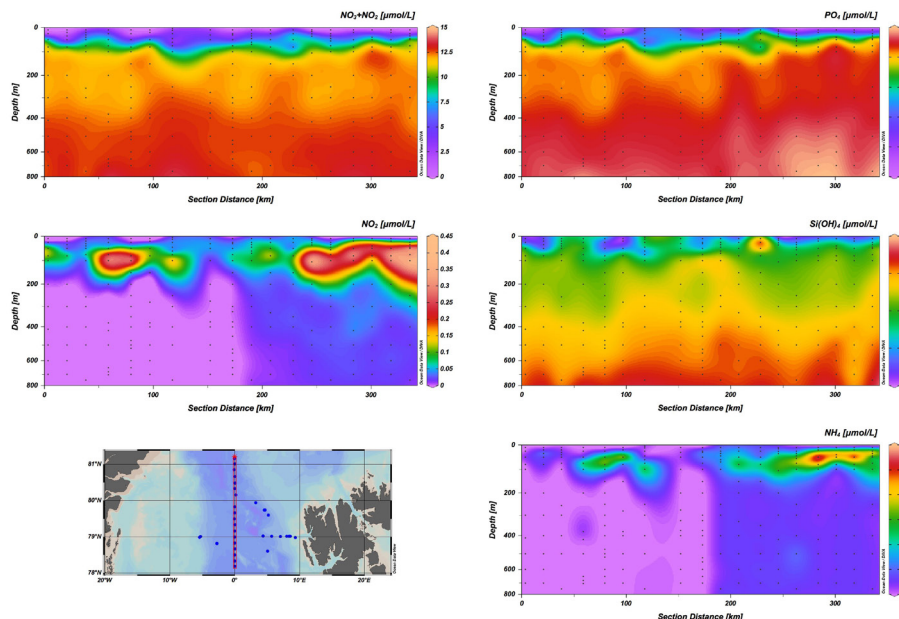 NO₃+NO₂ [µmol/L]
Depth [m]
0
200
400
600
800
0
100
200
300
Section Distance [km]
15
12.5
10
7.5
5
2.5
0
Ocean Data View / DIVA
PO₄ [µmol/L]
Depth [m]
0
200
400
600
800
0
100
200
300
Section Distance [km]
Ocean Data View / DIVA
NO₂ [µmol/L]
Depth [m]
0
200
400
600
800
0
100
200
300
Section Distance [km]
0.45
0.4
0.35
0.3
0.25
0.2
0.15
0.1
0.05
0
Ocean Data View / DIVA
Si(OH)₄ [µmol/L]
Depth [m]
0
200
400
600
800
0
100
200
300
Section Distance [km]
Ocean Data View / DIVA
81°N
80°N
79°N
78°N
20°W
10°W
0°
10°E
20°E
Ocean Data View
NH₄ [µmol/L]
Depth [m]
0
200
400
600
800
0
100
200
300
Section Distance [km]
Ocean Data View / DIVA